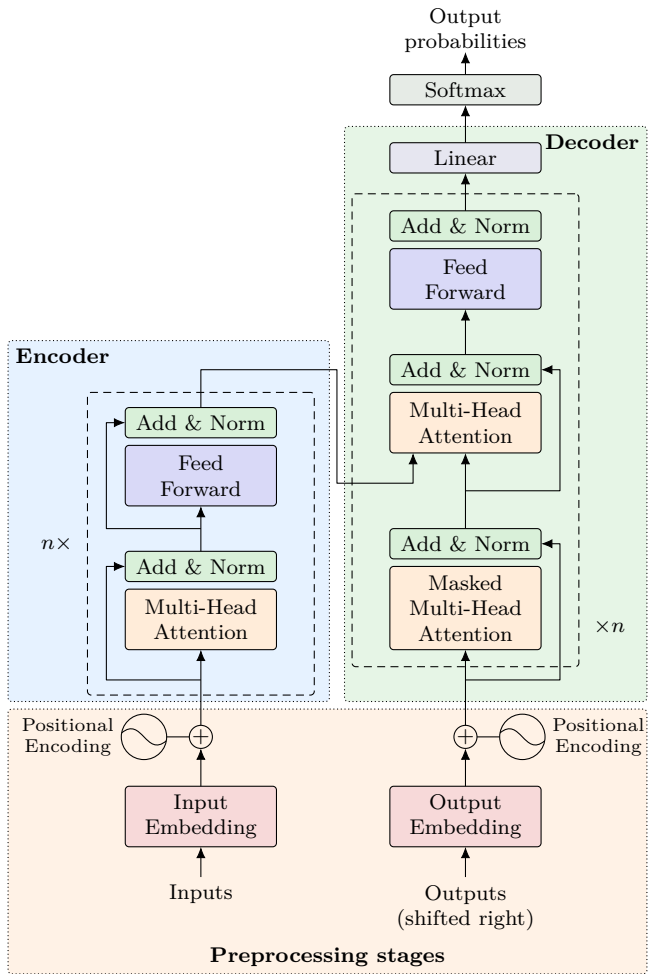 Output
probabilities
Softmax
Decoder
Linear
Add & Norm
Feed
Forward
Add & Norm
Multi-Head
Attention
Add & Norm
Masked
Multi-Head
Attention
×n
Encoder
Add & Norm
Feed
Forward
n×
Add & Norm
Multi-Head
Attention
Positional
Encoding
+
+
Positional
Encoding
Input
Embedding
Output
Embedding
Inputs
Outputs
(shifted right)
Preprocessing stages